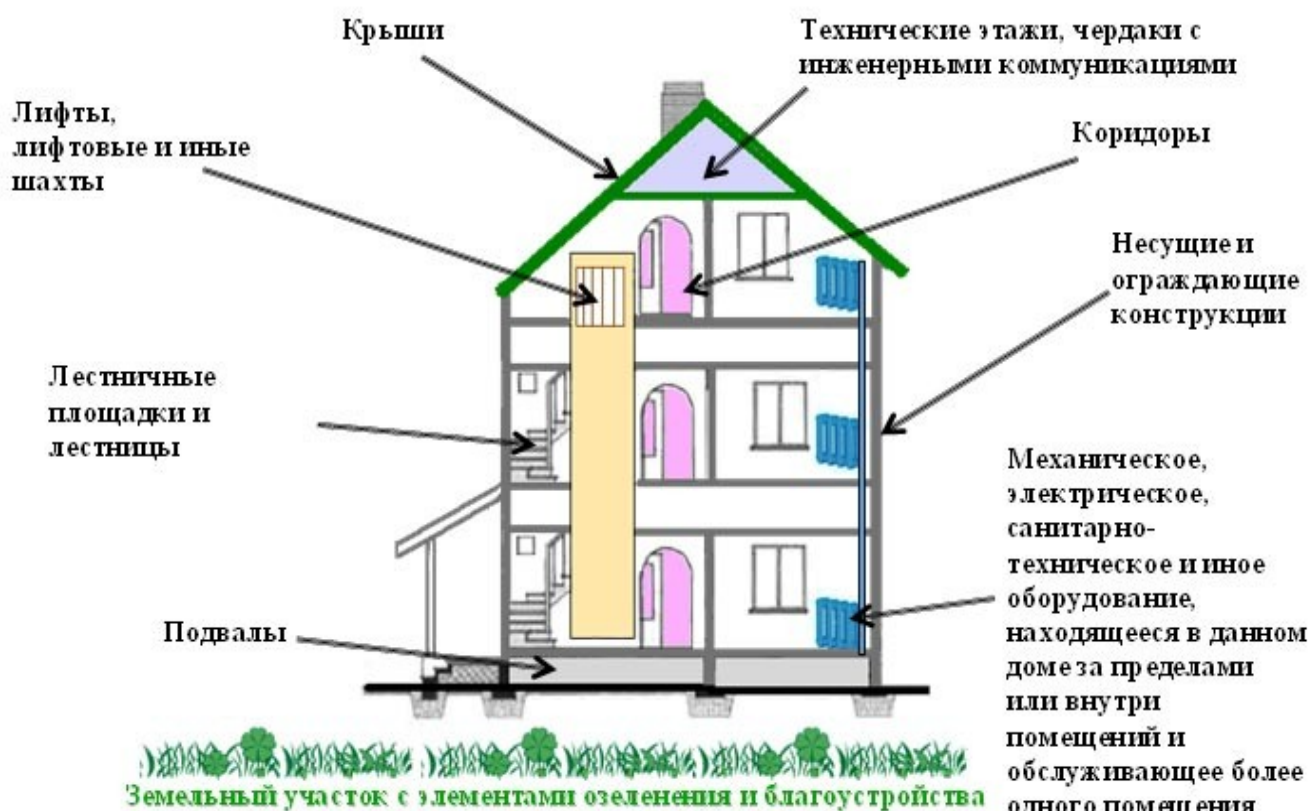 Крыши
Технические этажи, чердаки с
инженерными коммуникациями
Лифты,
лифтовые и иные
шахты
Коридоры
Несущие и
ограждающие
конструкции
Лестничные
площадки и
лестницы
Механическое,
электрическое,
санитарно-
техническое и иное
оборудование,
находящееся в данном
доме за пределами
или внутри
помещений и
обслуживающее более
одного помещения
Подвалы
Земельный участок с элементами озеленения и благоустройства